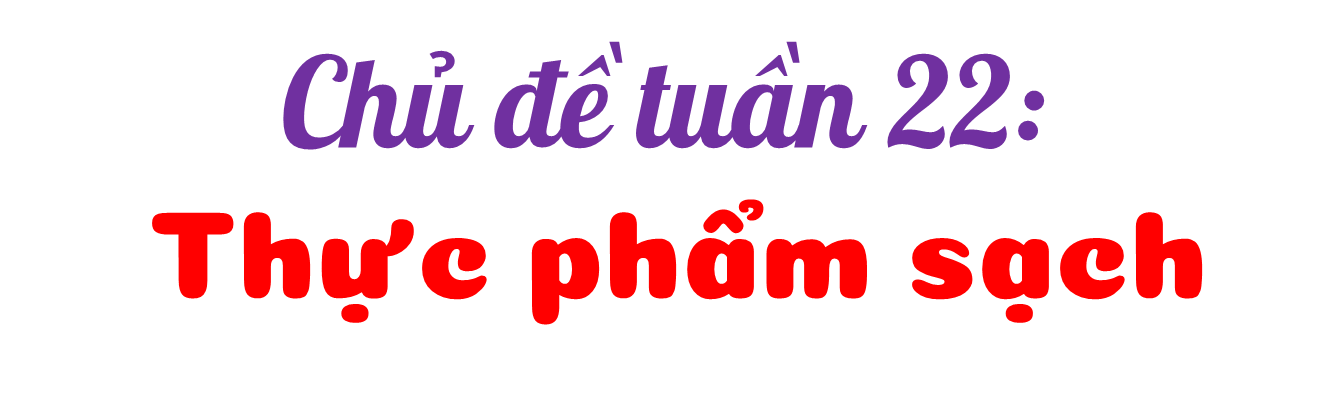 Chủ đề tuần 22:
Thực phẩm sạch